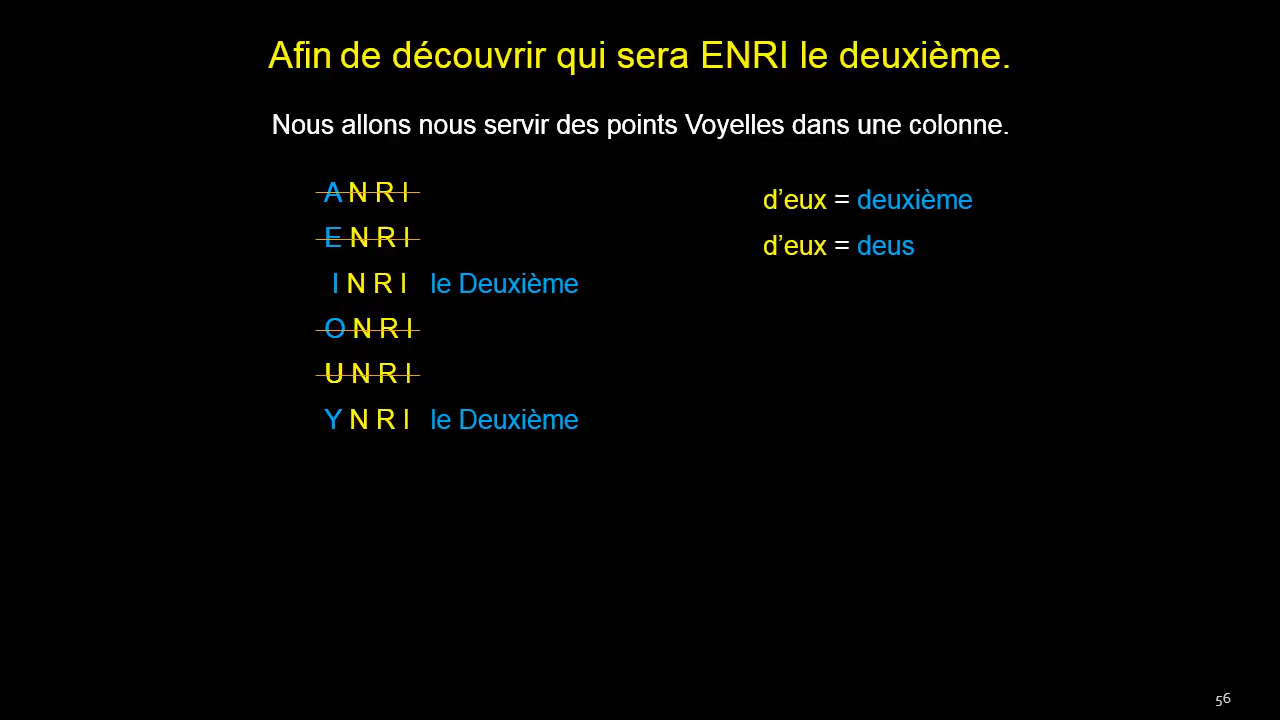 Afin de découvrir qui sera ENRI le deuxième.
Nous allons nous servir des points Voyelles dans une colonne.
A N R I
E N R I
I N R I le Deuxième
O N R I
U N R I
Y N R I le Deuxième
d’eux = deuxième
d’eux = deus
56